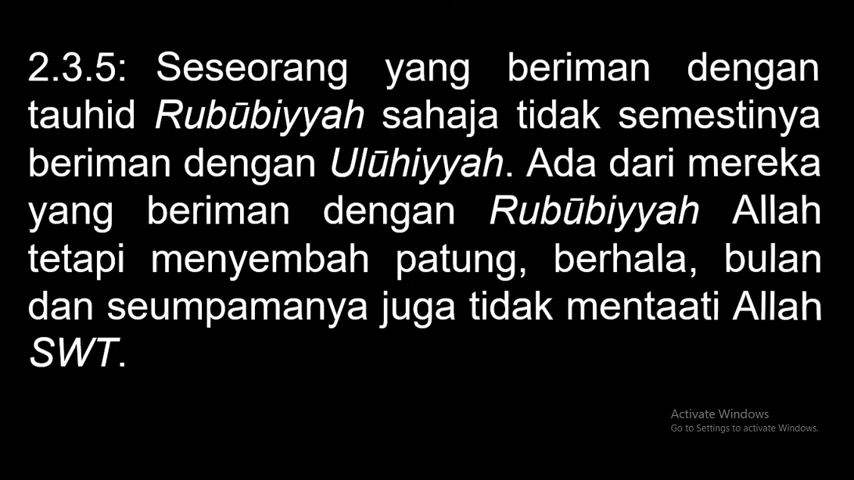 2.3.5: Seseorang yang beriman dengan
tauhid Rubūbiyyah sahaja tidak semestinya
beriman dengan Ulūhiyyah. Ada dari mereka
yang beriman dengan Rubūbiyyah Allah
tetapi menyembah patung, berhala, bulan
dan seumpamanya juga tidak mentaati Allah
SWT.
Activate Windows
Go to Settings to activate Windows.